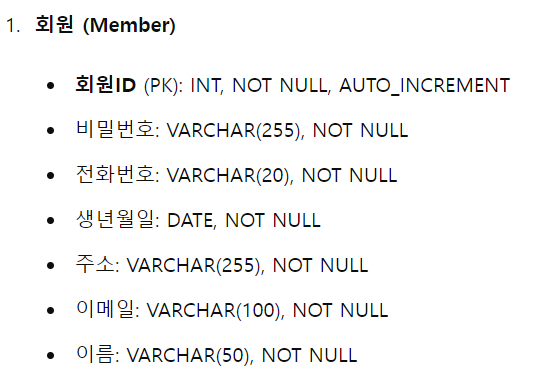 1. 회원 (Member)
• 회원ID (PK): INT, NOT NULL, AUTO_INCREMENT
• 비밀번호: VARCHAR(255), NOT NULL
• 전화번호: VARCHAR(20), NOT NULL
• 생년월일: DATE, NOT NULL
• 주소: VARCHAR(255), NOT NULL
• 이메일: VARCHAR(100), NOT NULL
• 이름: VARCHAR(50), NOT NULL